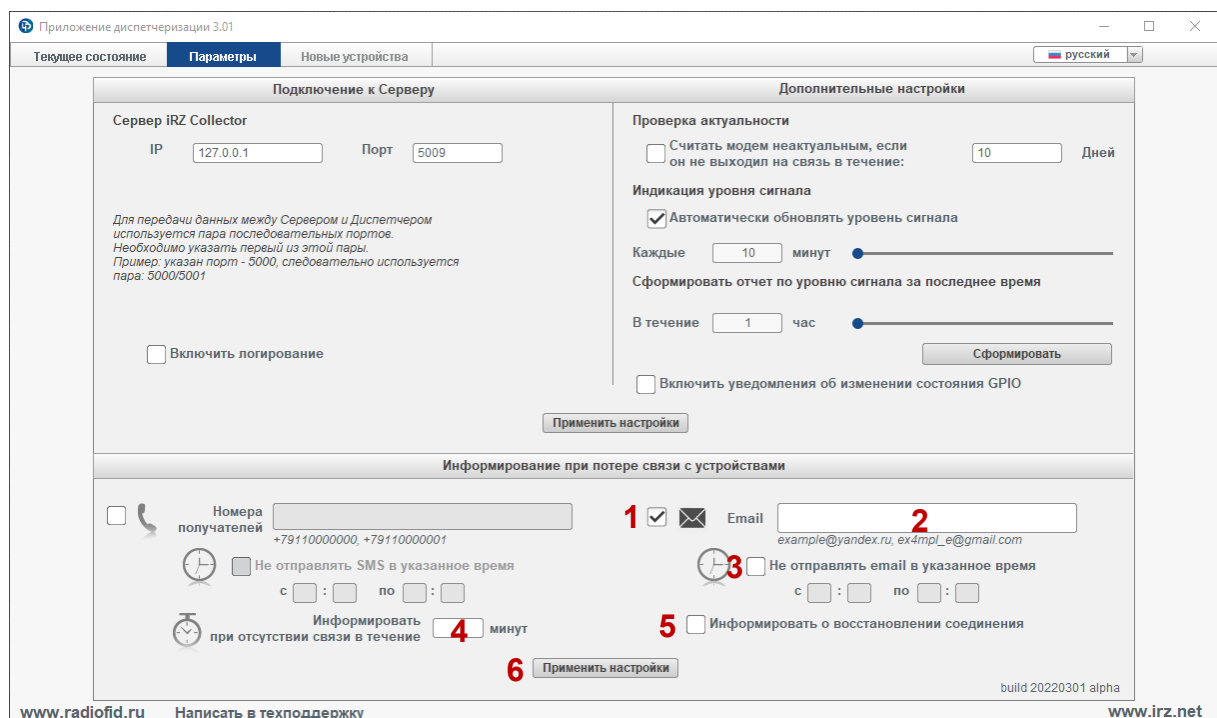 Приложение диспетчеризации 3.01
Текущее состояние Параметры Новые устройства русский
Подключение к Серверу
Сервер iRZ Collector
IP 127.0.0.1 Порт 5009
Для передачи данных между Сервером и Диспетчером
используется пара последовательных портов.
Необходимо указать первый из этой пары.
Пример: указан порт - 5000, следовательно используется
пара: 5000/5001
Включить логирование
Дополнительные настройки
Проверка актуальности
Считать модем неактуальным, если
он не выходил на связь в течение: 10 Дней
Индикация уровня сигнала
Автоматически обновлять уровень сигнала
Каждые 10 минут
Сформировать отчет по уровню сигнала за последнее время
В течение 1 час
Сформировать
Включить уведомления об изменении состояния GPIO
Применить настройки
Информирование при потере связи с устройствами
Номера
получателей
+79110000000, +79110000001
Не отправлять SMS в указанное время
с : по :
Информировать
при отсутствии связи в течение 4 минут
1 Email 2
example@yandex.ru, ex4mpl_e@gmail.com
3 Не отправлять email в указанное время
с : по :
5 Информировать о восстановлении соединения
6 Применить настройки
build 20220301 alpha
www.radiofid.ru Написать в техподдержку www.irz.net